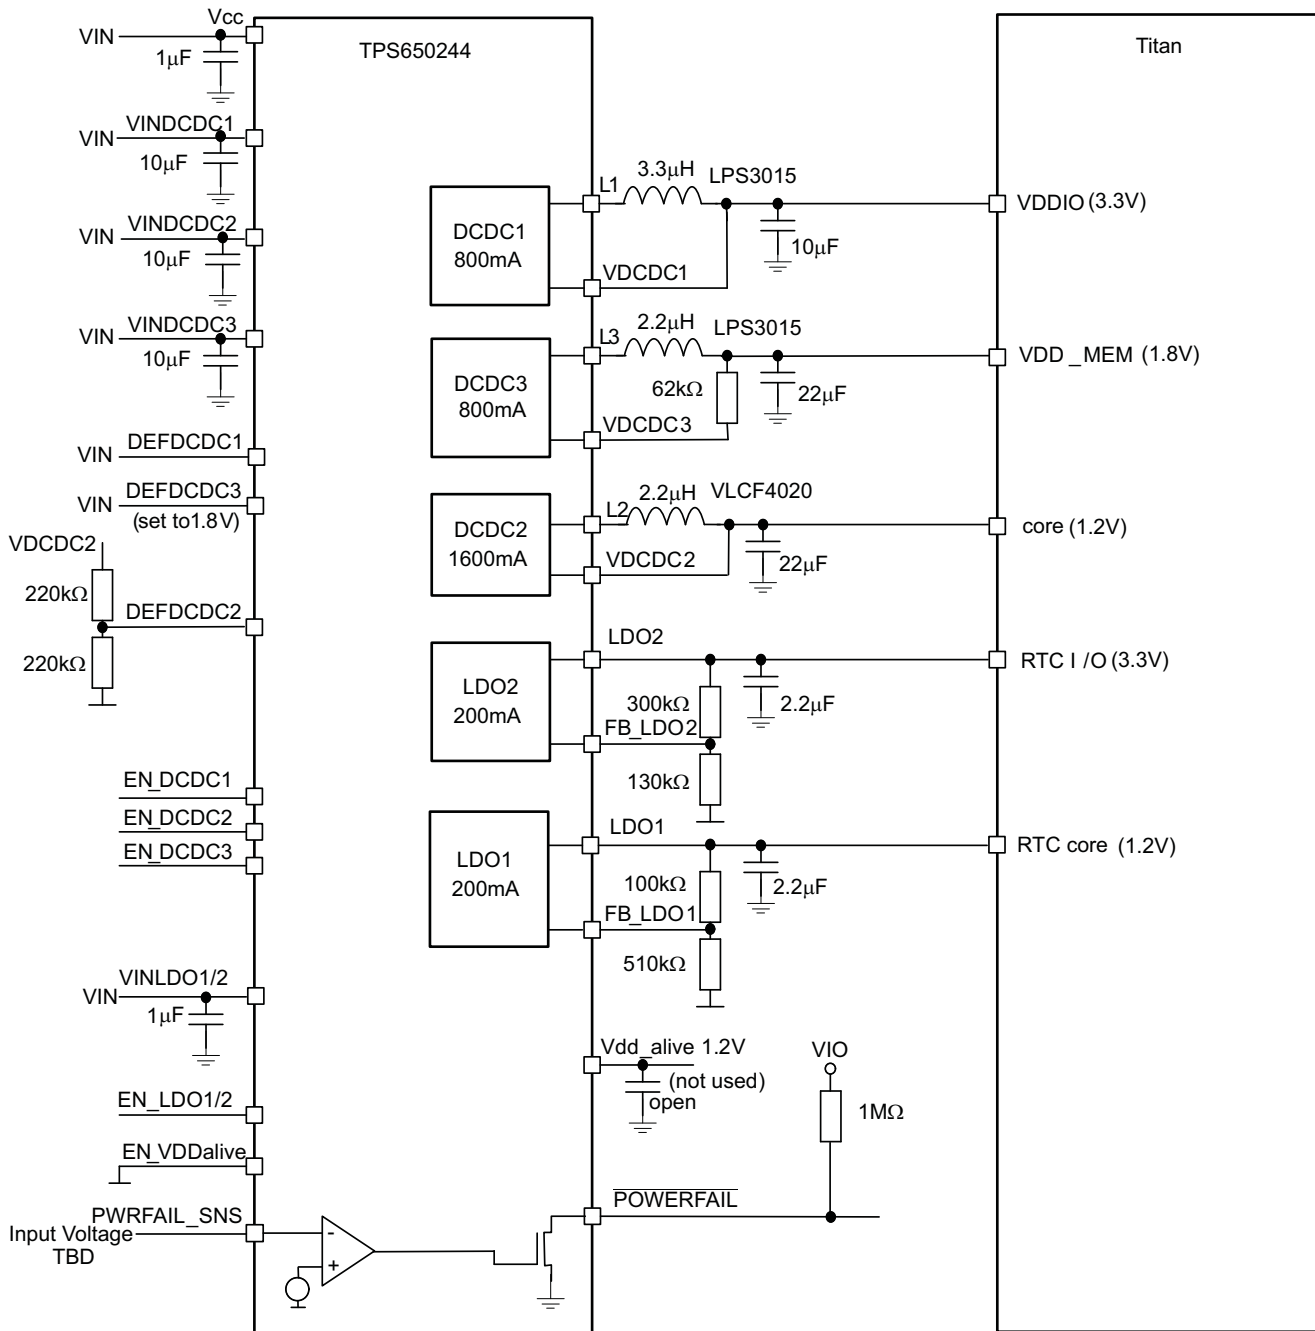 Vcc
VIN
1μF
TPS650244
Titan
VINDCDC1
VIN
10μF
VINDCDC2
VIN
10μF
VINDCDC3
VIN
10μF
DEFDCDC1
VIN
DEFDCDC3
VIN
(set to1.8V)
VDCDC2
220kΩ
DEFDCDC2
220kΩ
EN_DCDC1
EN_DCDC2
EN_DCDC3
VINLDO1/2
VIN
1μF
EN_LDO1/2
EN_VDDalive
PWRFAIL_SNS
Input Voltage
TBD
-
+
DCDC1
800mA
L1
3.3μH
LPS3015
10μF
VDCDC1
VDDIO (3.3V)
DCDC3
800mA
L3
2.2μH
LPS3015
62kΩ
22μF
VDCDC3
VDD_MEM (1.8V)
DCDC2
1600mA
L2
2.2μH
VLCF4020
22μF
VDCDC2
core (1.2V)
LDO2
200mA
LDO2
300kΩ
2.2μF
FB_LDO2
130kΩ
RTC I/O (3.3V)
LDO1
200mA
LDO1
100kΩ
2.2μF
FB_LDO1
510kΩ
RTC core (1.2V)
Vdd_alive 1.2V
(not used)
open
VIO
1MΩ
POWERFAIL